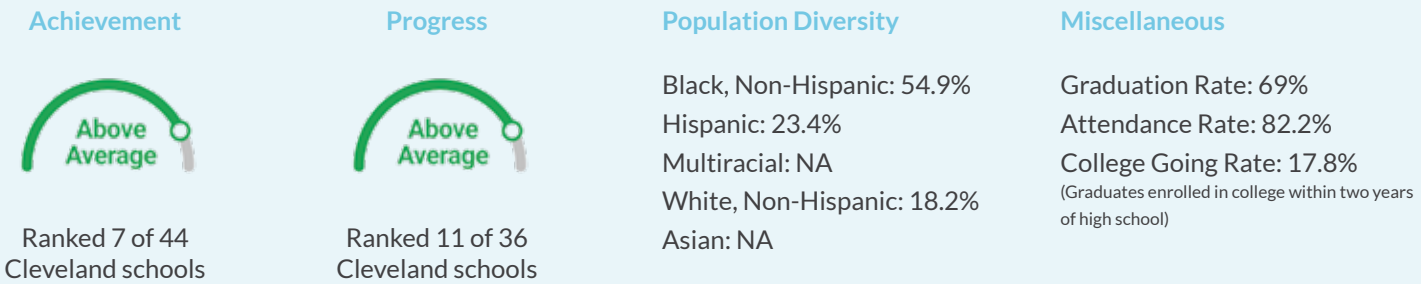 Achievement
Above
Average
Ranked 7 of 44
Cleveland schools
Progress
Above
Average
Ranked 11 of 36
Cleveland schools
Population Diversity
Black, Non-Hispanic: 54.9%
Hispanic: 23.4%
Multiracial: NA
White, Non-Hispanic: 18.2%
Asian: NA
Miscellaneous
Graduation Rate: 69%
Attendance Rate: 82.2%
College Going Rate: 17.8%
(Graduates enrolled in college within two years
of high school)